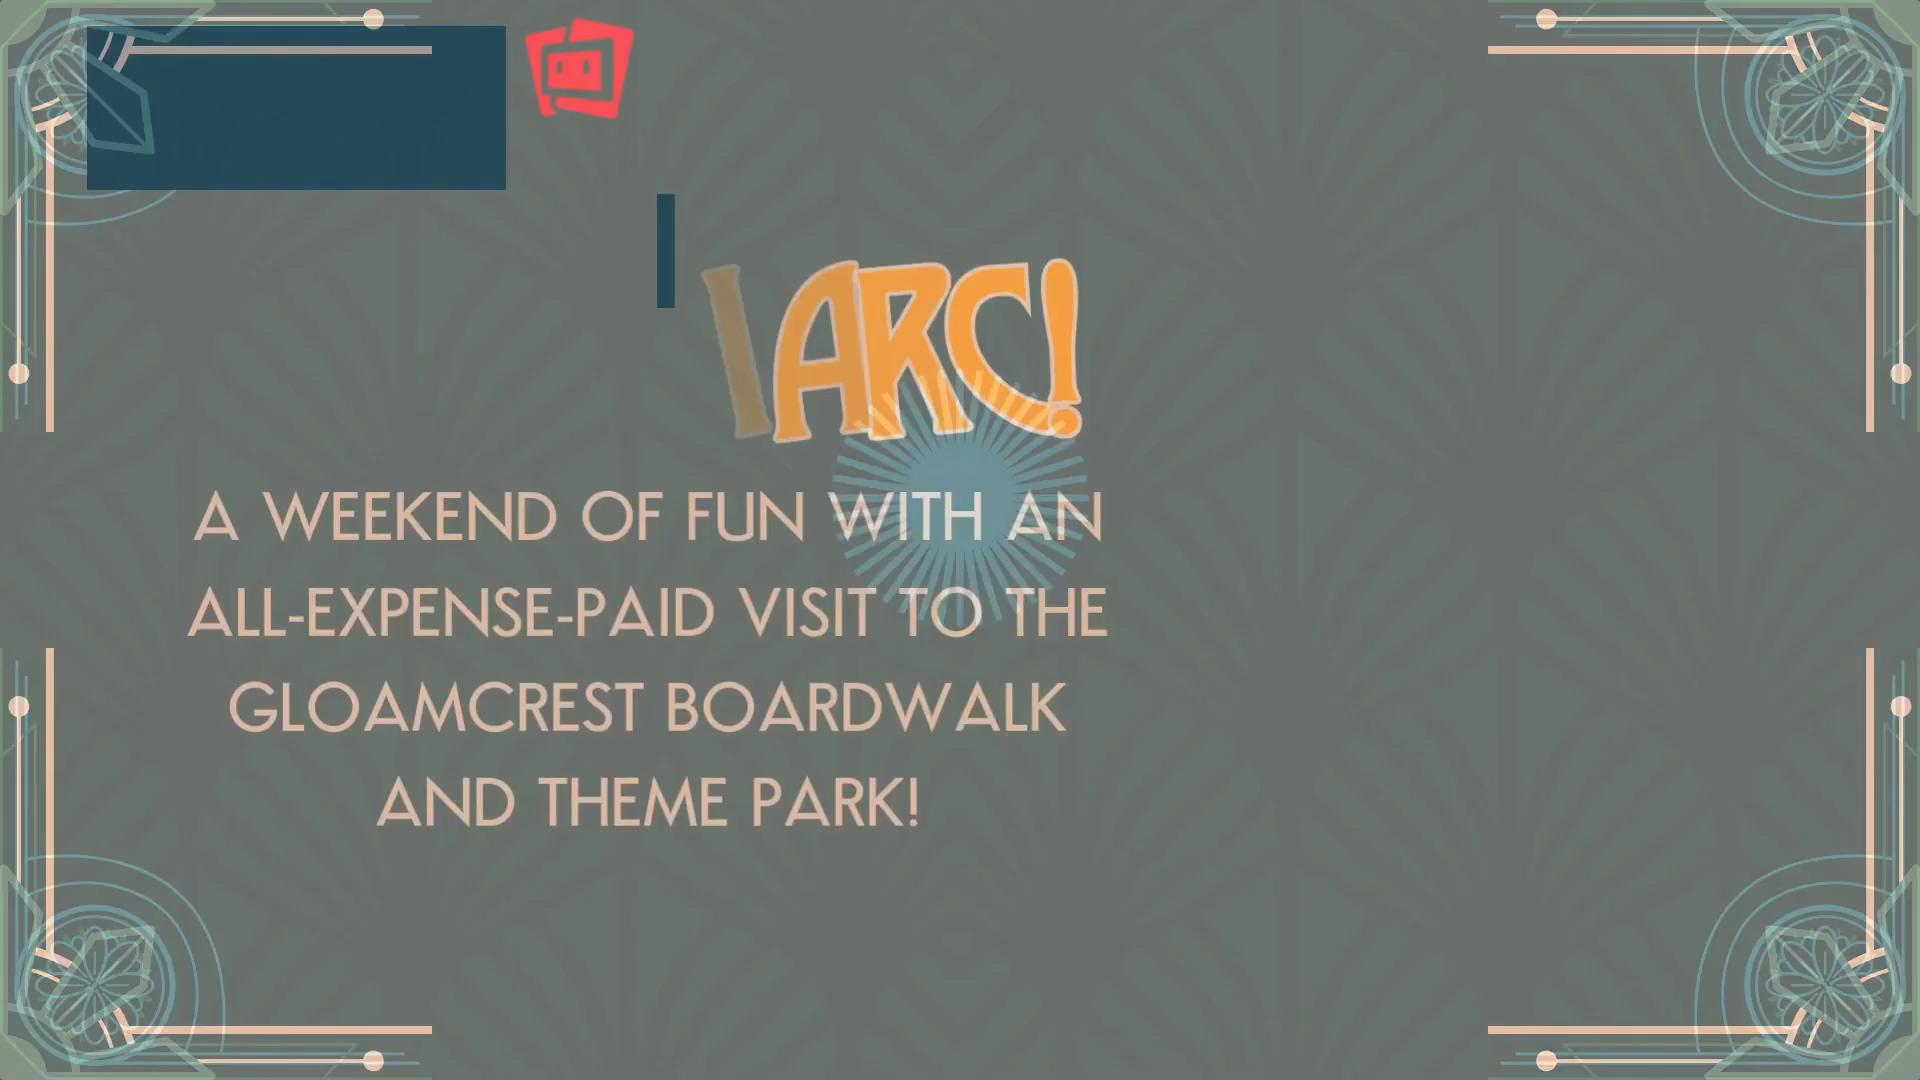 ARC!
A WEEKEND OF FUN WITH AN
ALL-EXPENSE-PAID VISIT TO THE
GLOAMCREST BOARDWALK
AND THEME PARK!